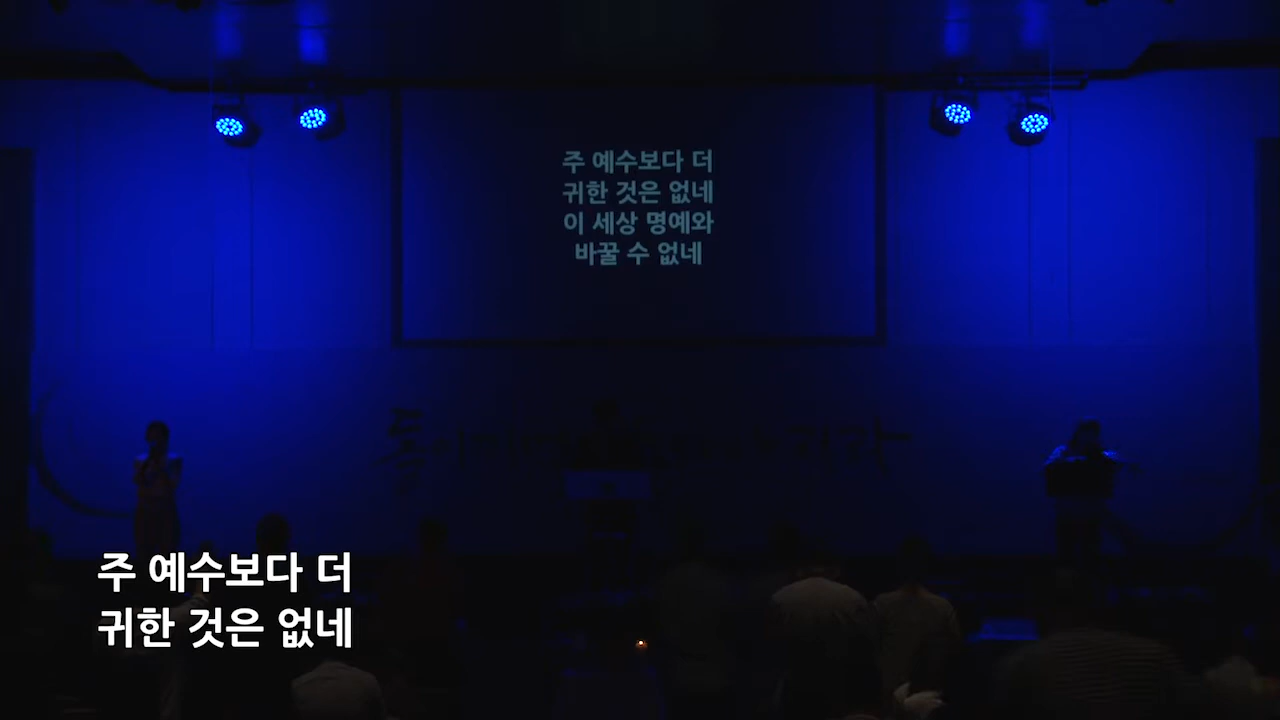 주 예수보다 더
귀한 것은 없네
이 세상 명예와
바꿀 수 없네
주 예수보다 더
귀한 것은 없네